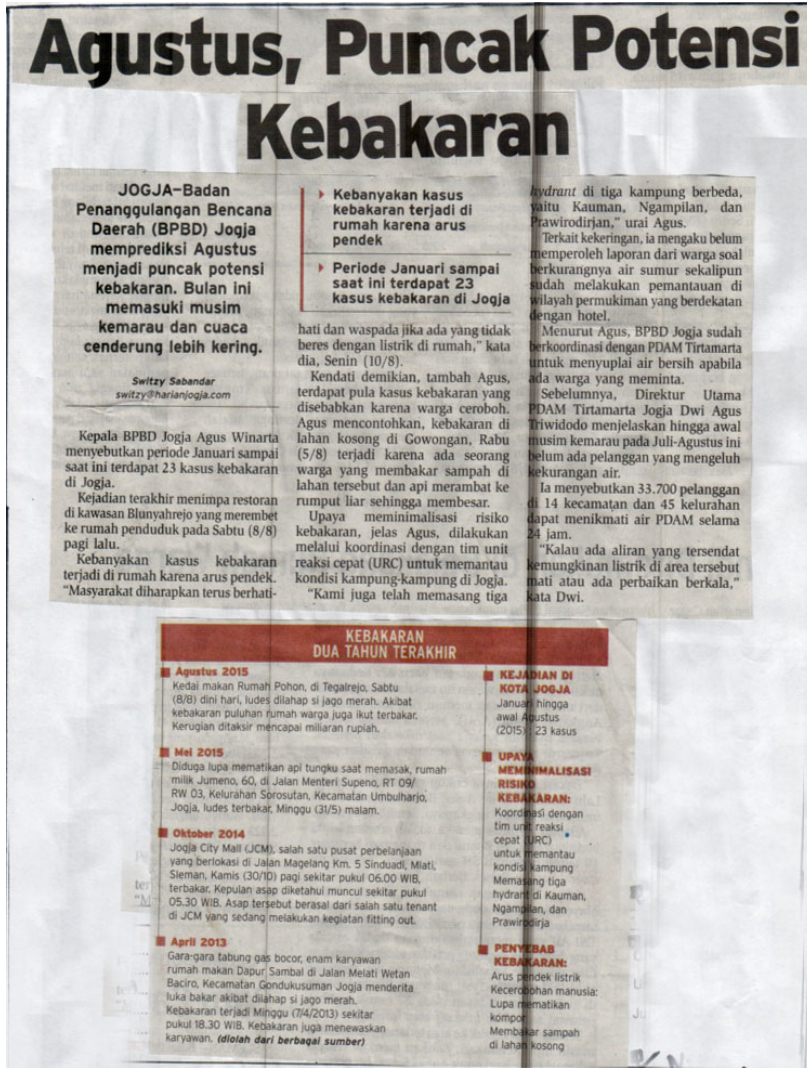 Agustus, Puncak Potensi
Kebakaran
JOGJA–Badan
Penanggulangan Bencana
Daerah (BPBD) Jogja
memprediksi Agustus
menjadi puncak potensi
kebakaran. Bulan ini
memasuki musim
kemarau dan cuaca
cenderung lebih kering.
Switzy Sabandar
switzy@harianjogja.com
Kepala BPBD Jogja Agus Winarta
menyebutkan periode Januari sampai
saat ini terdapat 23 kasus kebakaran
di Jogja.
Kejadian terakhir menimpa restoran
di kawasan Blunyahrejo yang merembet
ke rumah penduduk pada Sabtu (8/8)
pagi lalu.
Kebanyakan kasus kebakaran
terjadi di rumah karena arus pendek.
“Masyarakat diharapkan terus berhati-
Kebanyakan kasus
kebakaran terjadi di
rumah karena arus
pendek
Periode Januari sampai
saat ini terdapat 23
kasus kebakaran di Jogja
hati dan waspada jika ada yang tidak
beres dengan listrik di rumah,” kata
dia, Senin (10/8).
Kendati demikian, tambah Agus,
terdapat pula kasus kebakaran yang
disebabkan karena warga ceroboh.
Agus mencontohkan, kebakaran di
lahan kosong di Gowongan, Rabu
(5/8) terjadi karena ada seorang
warga yang membakar sampah di
lahan tersebut dan api merambat ke
rumput liar sehingga membesar.
Upaya meminimalisasi risiko
kebakaran, jelas Agus, dilakukan
melalui koordinasi dengan tim unit
reaksi cepat (URC) untuk memantau
kondisi kampung-kampung di Jogja.
“Kami juga telah memasang tiga
hydrant di tiga kampung berbeda,
yaitu Kauman, Ngampilan, dan
Prawirodirjan,” urai Agus.
Terkait kekeringan, ia mengaku belum
memperoleh laporan dari warga soal
berkurangnya air sumur sekalipun
sudah melakukan pemantauan di
wilayah permukiman yang berdekatan
dengan hotel.
Menurut Agus, BPBD Jogja sudah
berkoordinasi dengan PDAM Tirtamarta
untuk menyuplai air bersih apabila
ada warga yang meminta.
Sebelumnya, Direktur Utama
PDAM Tirtamarta Jogja Dwi Agus
Triwidodo menjelaskan hingga awal
musim kemarau pada Juli-Agustus ini
belum ada pelanggan yang mengeluh
kekurangan air.
Ia menyebutkan 33.700 pelanggan
di 14 kecamatan dan 45 kelurahan
dapat menikmati air PDAM selama
24 jam.
“Kalau ada aliran yang tersendat
kemungkinan listrik di area tersebut
mati atau ada perbaikan berkala,”
kata Dwi.
KEBAKARAN
DUA TAHUN TERAKHIR
Agustus 2015
Kedai makan Rumah Pohon, di Tegalrejo, Sabtu
(8/8) dini hari, ludes dilahap si jago merah. Akibat
kebakaran puluhan rumah warga juga ikut terbakar.
Kerugian ditaksir mencapai miliaran rupiah.
Mei 2015
Diduga lupa mematikan api tungku saat memasak, rumah
milik Jumeno, 60, di Jalan Menteri Supeno, RT 09/
RW 03, Kelurahan Sorosutan, Kecamatan Umbulharjo,
Jogja, ludes terbakar, Minggu (31/5) malam.
Oktober 2014
Jogja City Mall (JCM), salah satu pusat perbelanjaan
yang berlokasi di Jalan Magelang Km. 5 Sinduadi, Mlati,
Sleman, Kamis (30/10) pagi sekitar pukul 06.00 WIB,
terbakar. Kepulan asap diketahui muncul sekitar pukul
05.30 WIB. Asap tersebut berasal dari salah satu tenant
di JCM yang sedang melakukan kegiatan fitting out.
April 2013
Gara-gara tabung gas bocor, enam karyawan
rumah makan Dapur Sambal di Jalan Melati Wetan
Baciro, Kecamatan Gondukusuman Jogja menderita
luka bakar akibat dilahap si jago merah.
Kebakaran terjadi Minggu (7/4/2013) sekitar
pukul 18.30 WIB. Kebakaran juga menewaskan
karyawan. (diolah dari berbagai sumber)
KEJADIAN DI
KOTA JOGJA
Januari hingga
awal Agustus
(2015) : 23 kasus
UPAYA
MEMINIMALISASI
RISIKO
KEBAKARAN:
Koordinasi dengan
tim unit reaksi
cepat (URC)
untuk memantau
kondisi kampung
Memasang tiga
hydrant di Kauman,
Ngampilan, dan
Prawirodirja
PENYEBAB
KEBAKARAN:
Arus pendek listrik
Kecerobohan manusia:
Lupa mematikan
kompor
Membakar sampah
di lahan kosong